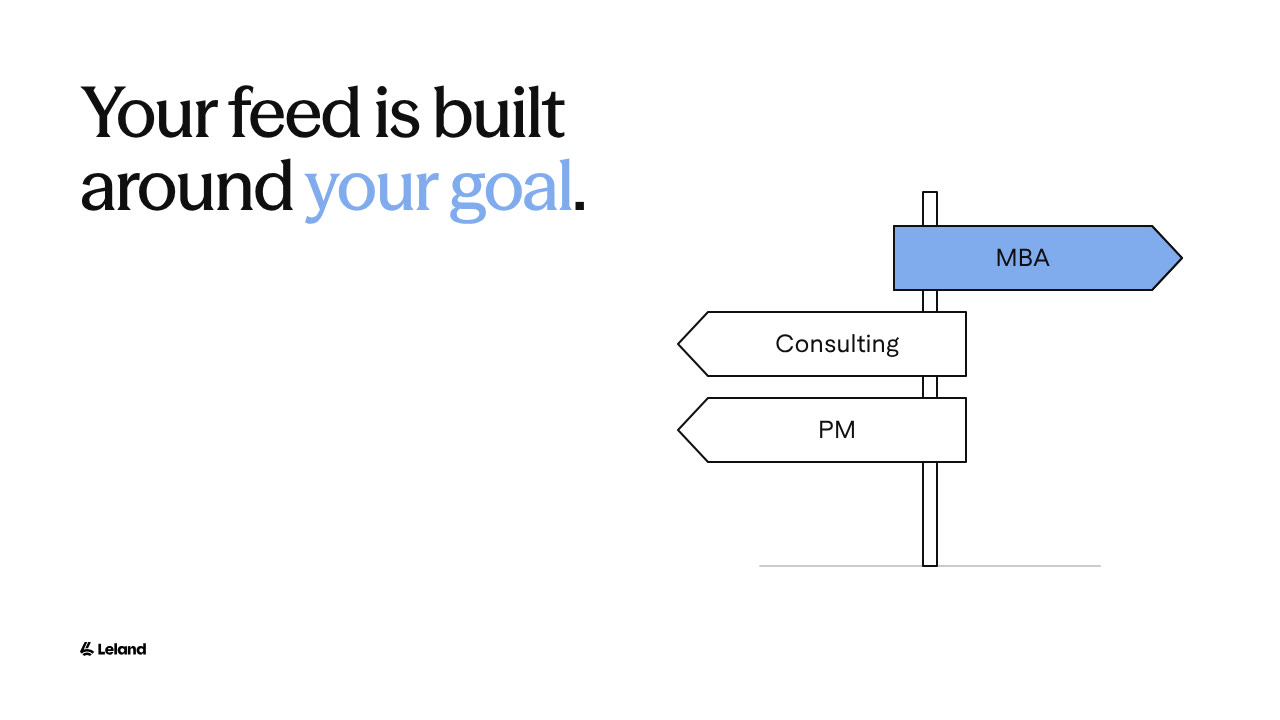 Your feed is built
around your goal.
MBA
Consulting
PM
Leland